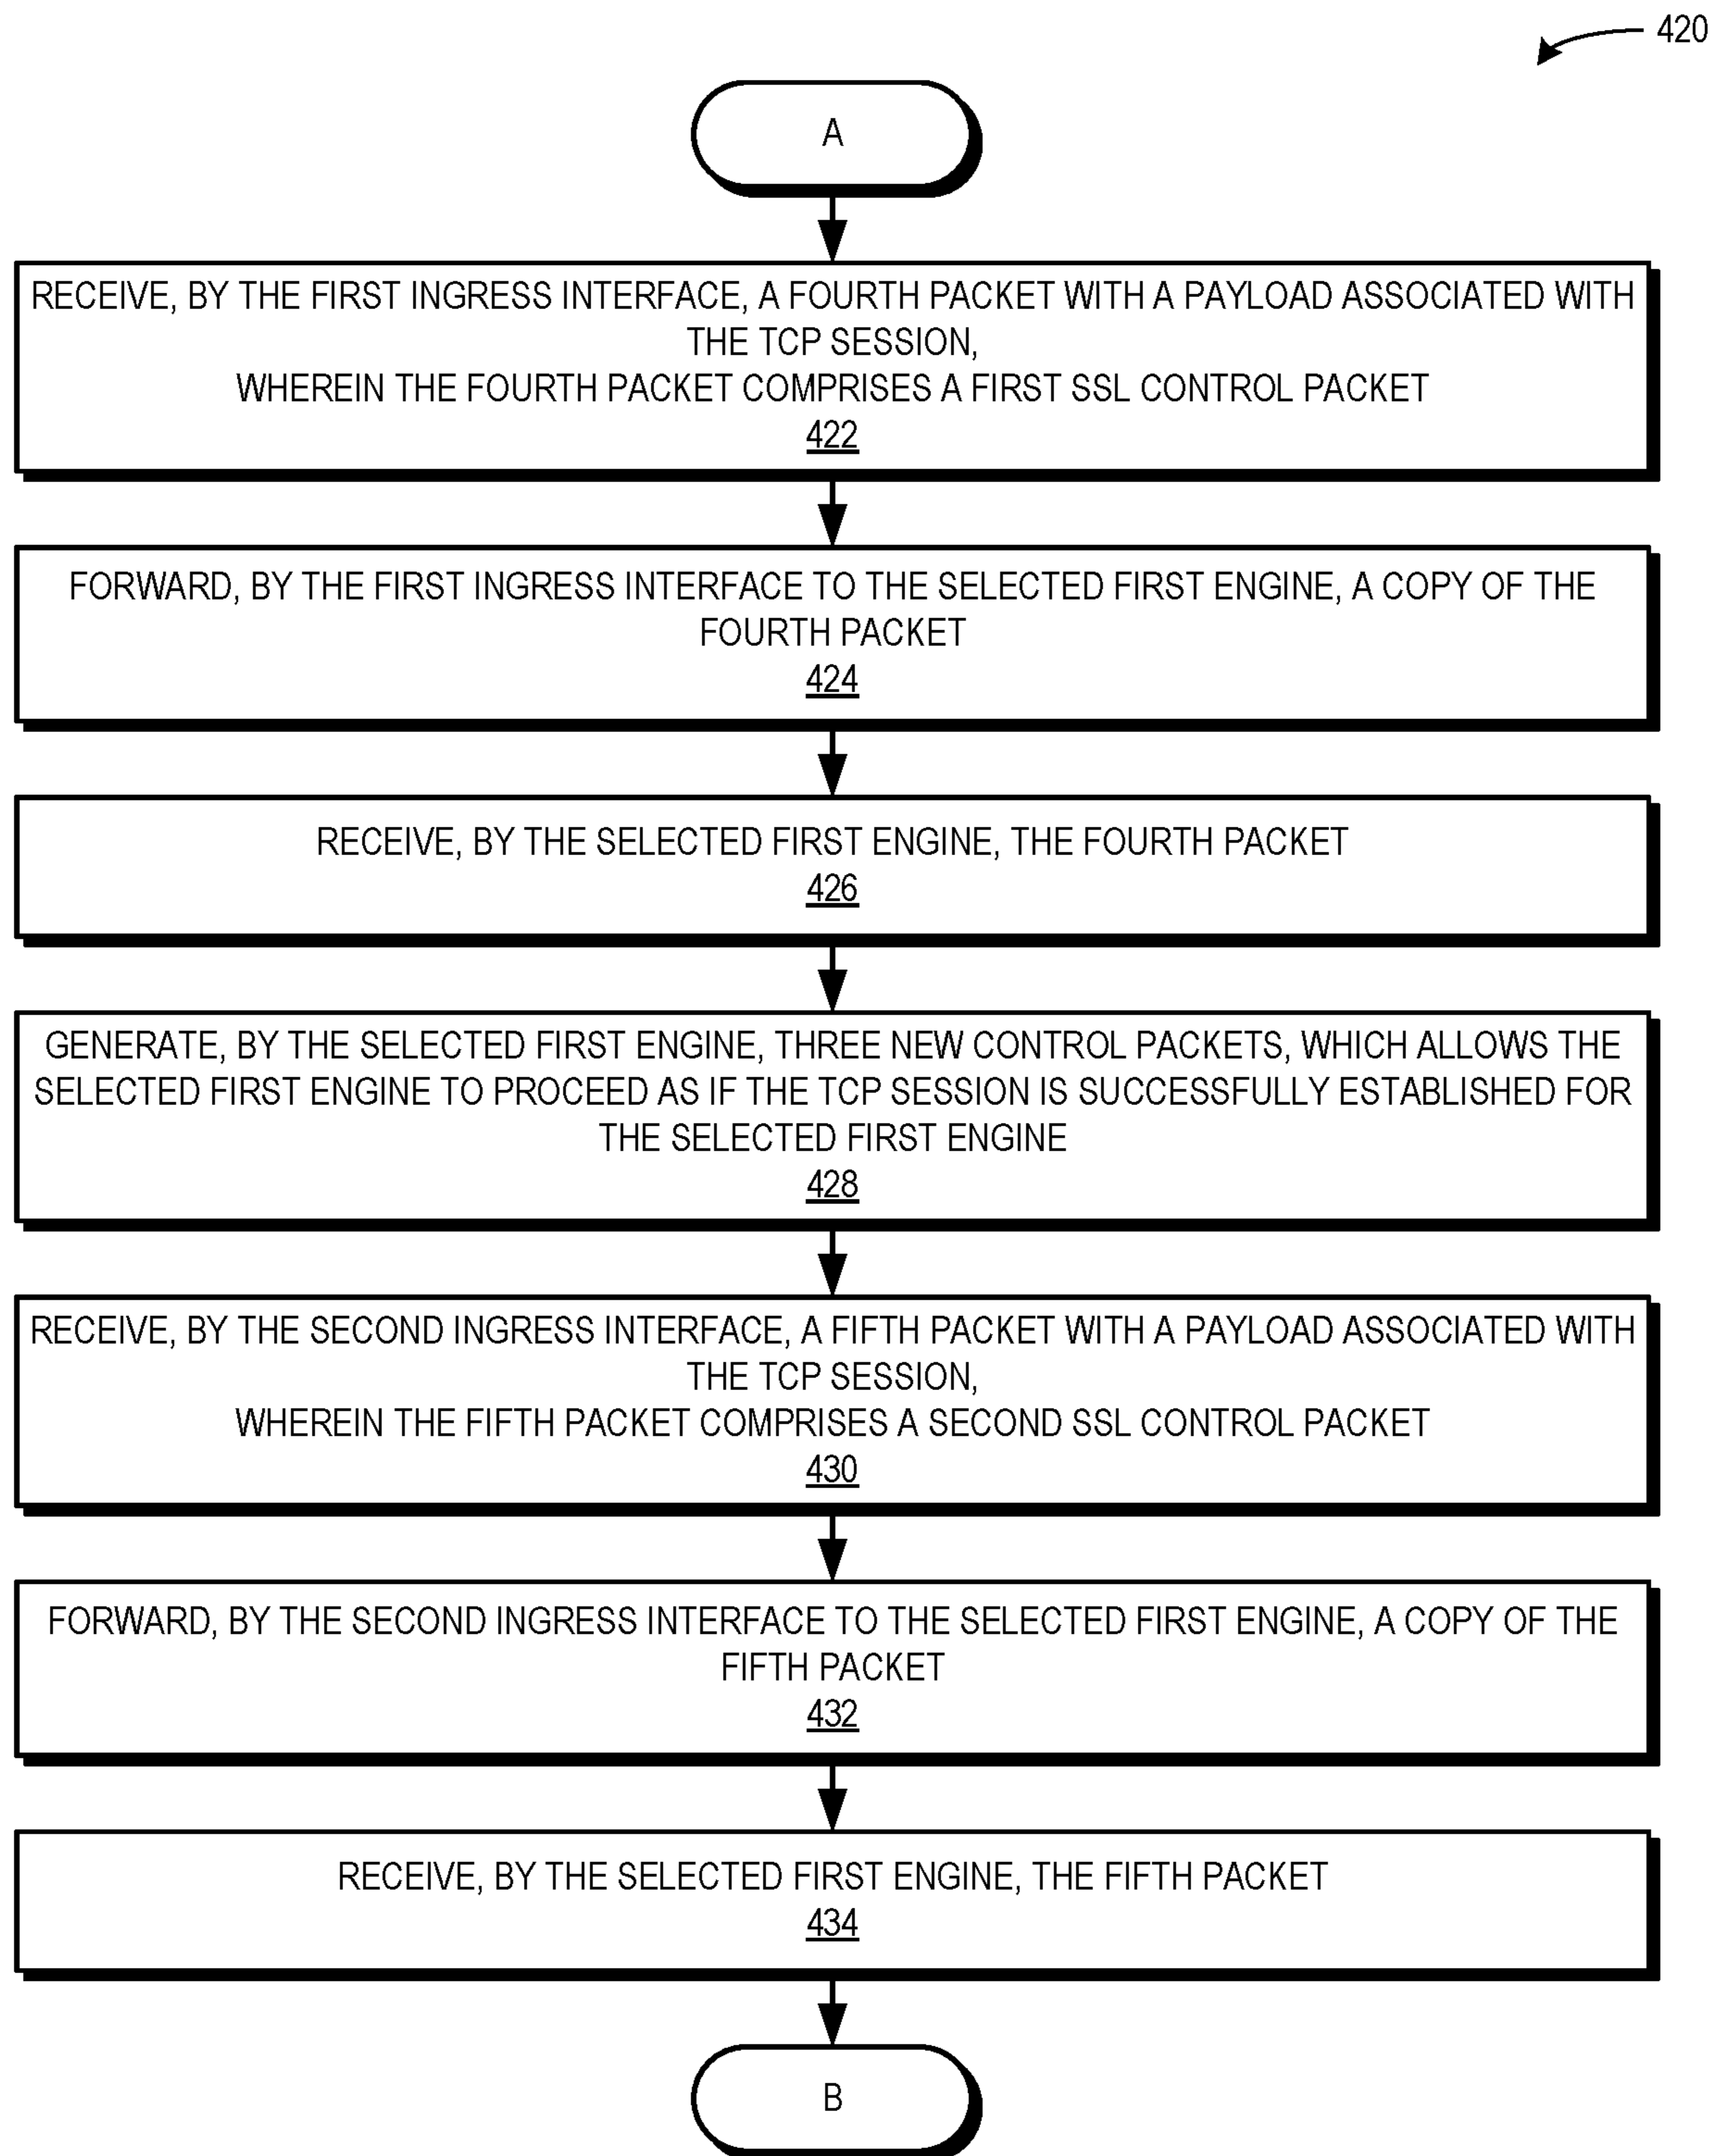 420
A
RECEIVE, BY THE FIRST INGRESS INTERFACE, A FOURTH PACKET WITH A PAYLOAD ASSOCIATED WITH
THE TCP SESSION,
WHEREIN THE FOURTH PACKET COMPRISES A FIRST SSL CONTROL PACKET
422
FORWARD, BY THE FIRST INGRESS INTERFACE TO THE SELECTED FIRST ENGINE, A COPY OF THE
FOURTH PACKET
424
RECEIVE, BY THE SELECTED FIRST ENGINE, THE FOURTH PACKET
426
GENERATE, BY THE SELECTED FIRST ENGINE, THREE NEW CONTROL PACKETS, WHICH ALLOWS THE
SELECTED FIRST ENGINE TO PROCEED AS IF THE TCP SESSION IS SUCCESSFULLY ESTABLISHED FOR
THE SELECTED FIRST ENGINE
428
RECEIVE, BY THE SECOND INGRESS INTERFACE, A FIFTH PACKET WITH A PAYLOAD ASSOCIATED WITH
THE TCP SESSION,
WHEREIN THE FIFTH PACKET COMPRISES A SECOND SSL CONTROL PACKET
430
FORWARD, BY THE SECOND INGRESS INTERFACE TO THE SELECTED FIRST ENGINE, A COPY OF THE
FIFTH PACKET
432
RECEIVE, BY THE SELECTED FIRST ENGINE, THE FIFTH PACKET
434
B